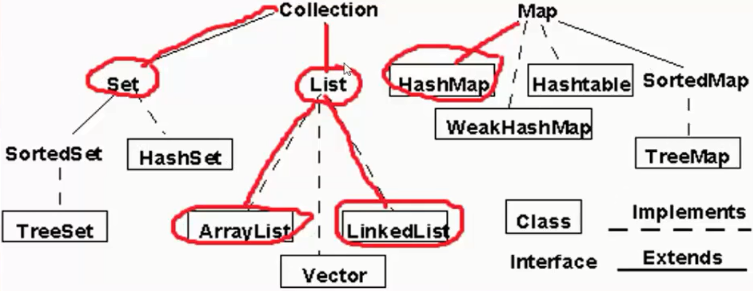 Collection
Map
Set
List
HashMap
Hashtable
SortedMap
WeakHashMap
SortedSet
HashSet
TreeMap
TreeSet
ArrayList
LinkedList
Class
Implements
Vector
Interface
Extends